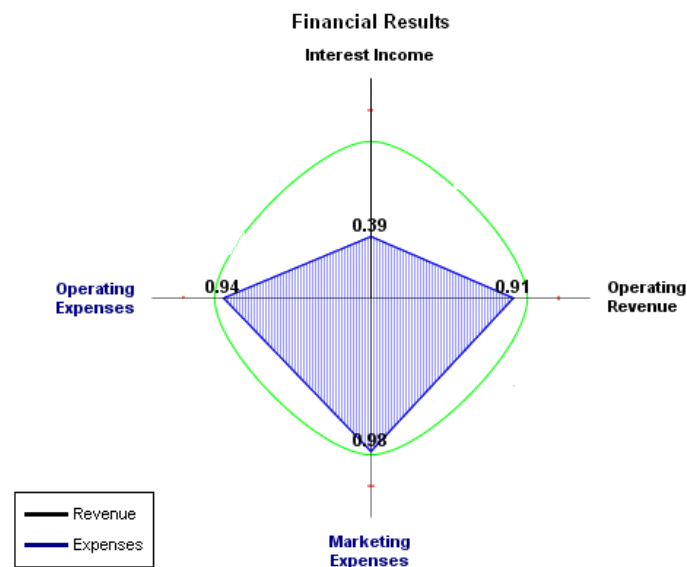 Financial Results
Interest Income
0.39
Operating
Expenses
0.94
0.91
Operating
Revenue
0.98
Revenue
Expenses
Marketing
Expenses